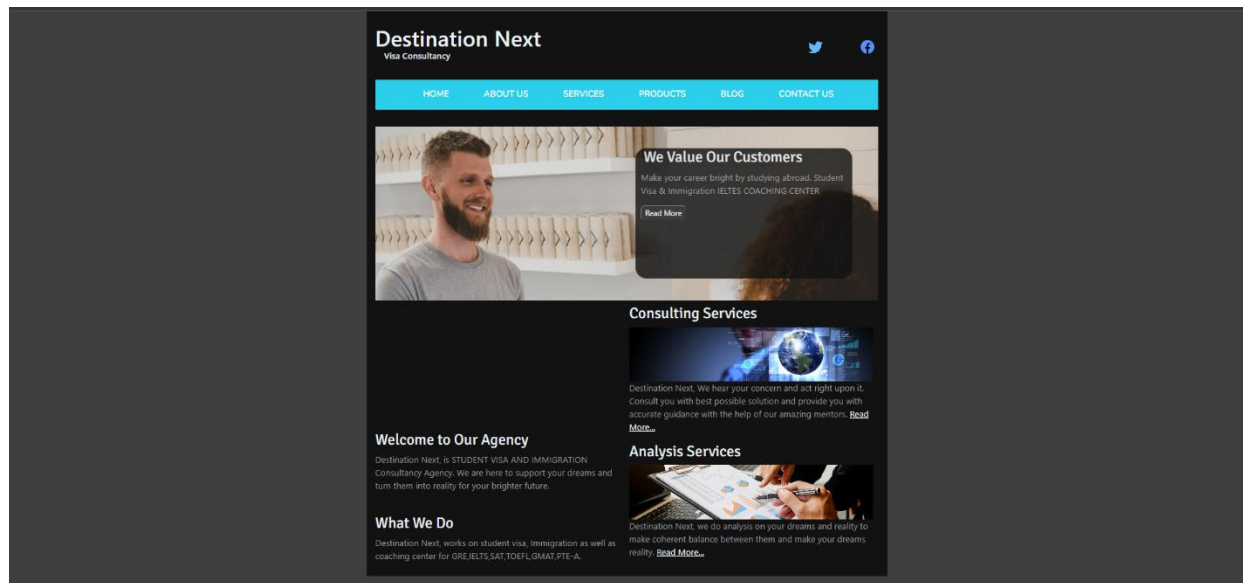 Destination Next
Visa Consultancy
HOME ABOUT US SERVICES PRODUCTS BLOG CONTACT US
We Value Our Customers
Make your career bright by studying abroad. Student
Visa & Immigration IELTES COACHING CENTER
Read More
Consulting Services
Destination Next, We hear your concern and act right upon it.
Consult you with best possible solution and provide you with
accurate guidance with the help of our amazing mentors. Read
More...
Welcome to Our Agency
Destination Next, is STUDENT VISA AND IMMIGRATION
Consultancy Agency. We are here to support your dreams and
turn them into reality for your brighter future.
What We Do
Destination Next, works on student visa, Immigration as well as
coaching center for GRE,IELTS,SAT,TOEFL,GMAT,PTE-A.
Analysis Services
Destination Next, we do analysis on your dreams and reality to
make coherent balance between them and make your dreams
reality. Read More...